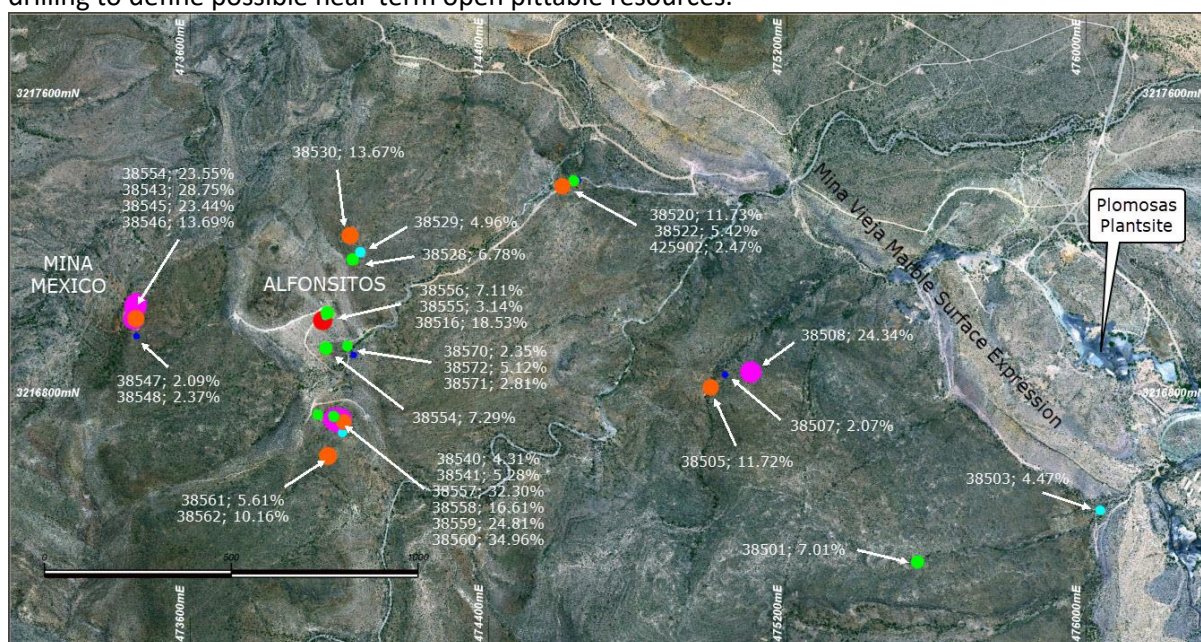 drilling to define possible near-term open pittable resources.
473600mE
474400mE
475200mE
476000mE
3217600mN
3217600mN
38530; 13.67%
38554; 23.55%
38543; 28.75%
38545; 23.44%
38546; 13.69%
38529; 4.96%
38528; 6.78%
38520; 11.73%
38522; 5.42%
425902; 2.47%
Mina Vieja Marble Surface Expression
Plomosas
Plantsite
MINA
MEXICO
ALFONSITOS
38556; 7.11%
38555; 3.14%
38516; 18.53%
38508; 24.34%
38570; 2.35%
38572; 5.12%
38571; 2.81%
38547; 2.09%
38548; 2.37%
3216800mN
3216800mN
38554; 7.29%
38507; 2.07%
38505; 11.72%
38540; 4.31%
38541; 5.28%
38557; 32.30%
38558; 16.61%
38559; 24.81%
38560; 34.96%
38503; 4.47%
38561; 5.61%
38562; 10.16%
38501; 7.01%
0
500
1000
473600mE
474400mE
475200mE
476000mE